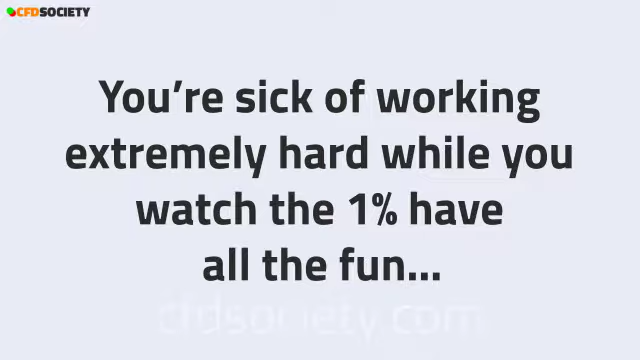 CFDSOCIETY
You're sick of working
extremely hard while you
watch the 1% have
all the fun...
cfdsociety.com